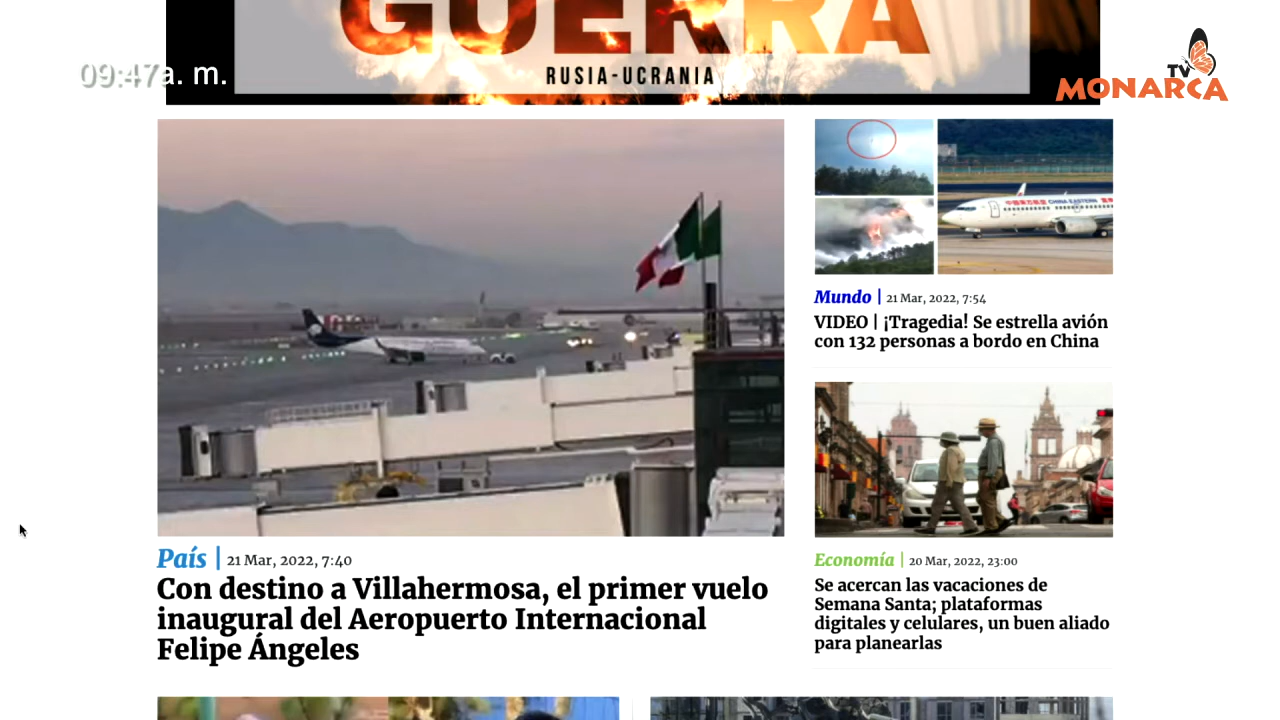 GUERRA
RUSIA-UCRANIA
09:47a. m.
TV
MONARCA
CHINA EASTERN
Mundo | 21 Mar, 2022, 7:54
VIDEO | ¡Tragedia! Se estrella avión
con 132 personas a bordo en China
País | 21 Mar, 2022, 7:40
Con destino a Villahermosa, el primer vuelo
inaugural del Aeropuerto Internacional
Felipe Ángeles
Economía | 20 Mar, 2022, 23:00
Se acercan las vacaciones de
Semana Santa; plataformas
digitales y celulares, un buen aliado
para planearlas